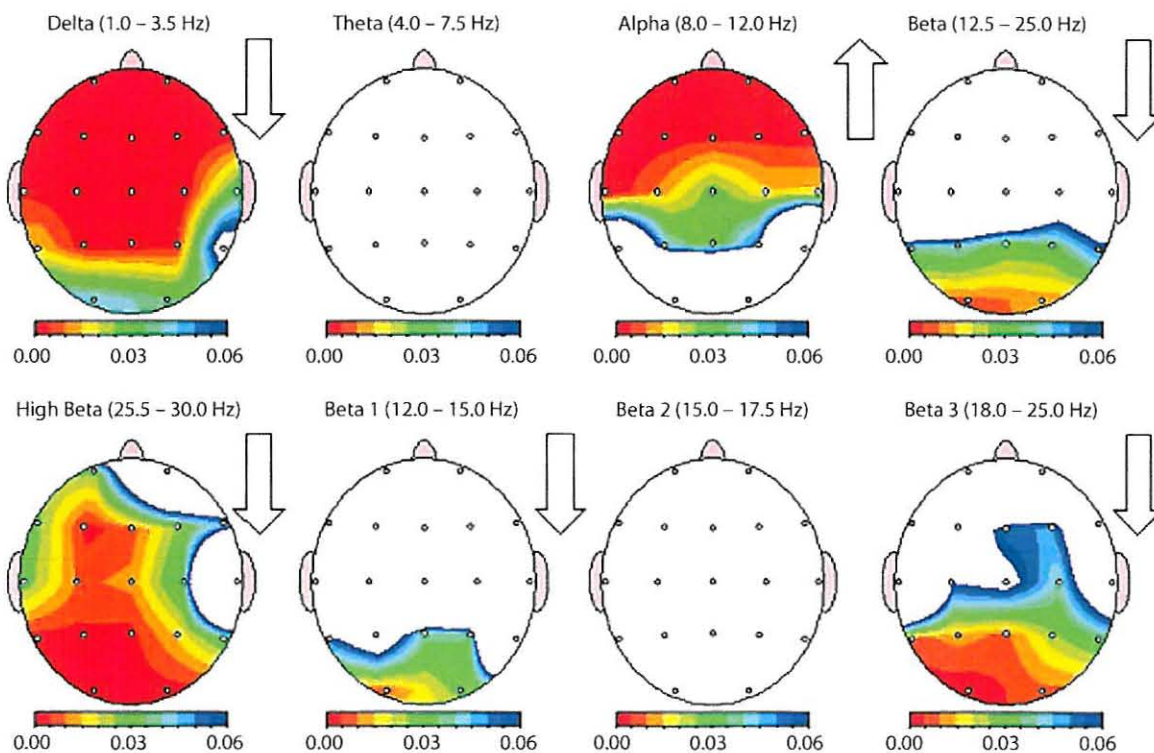 Delta (1.0 – 3.5 Hz)
Theta (4.0 – 7.5 Hz)
Alpha (8.0 – 12.0 Hz)
Beta (12.5 – 25.0 Hz)
0.00 0.03 0.06
0.00 0.03 0.06
0.00 0.03 0.06
0.00 0.03 0.06
High Beta (25.5 – 30.0 Hz)
Beta 1 (12.0 – 15.0 Hz)
Beta 2 (15.0 – 17.5 Hz)
Beta 3 (18.0 – 25.0 Hz)
0.00 0.03 0.06
0.00 0.03 0.06
0.00 0.03 0.06
0.00 0.03 0.06